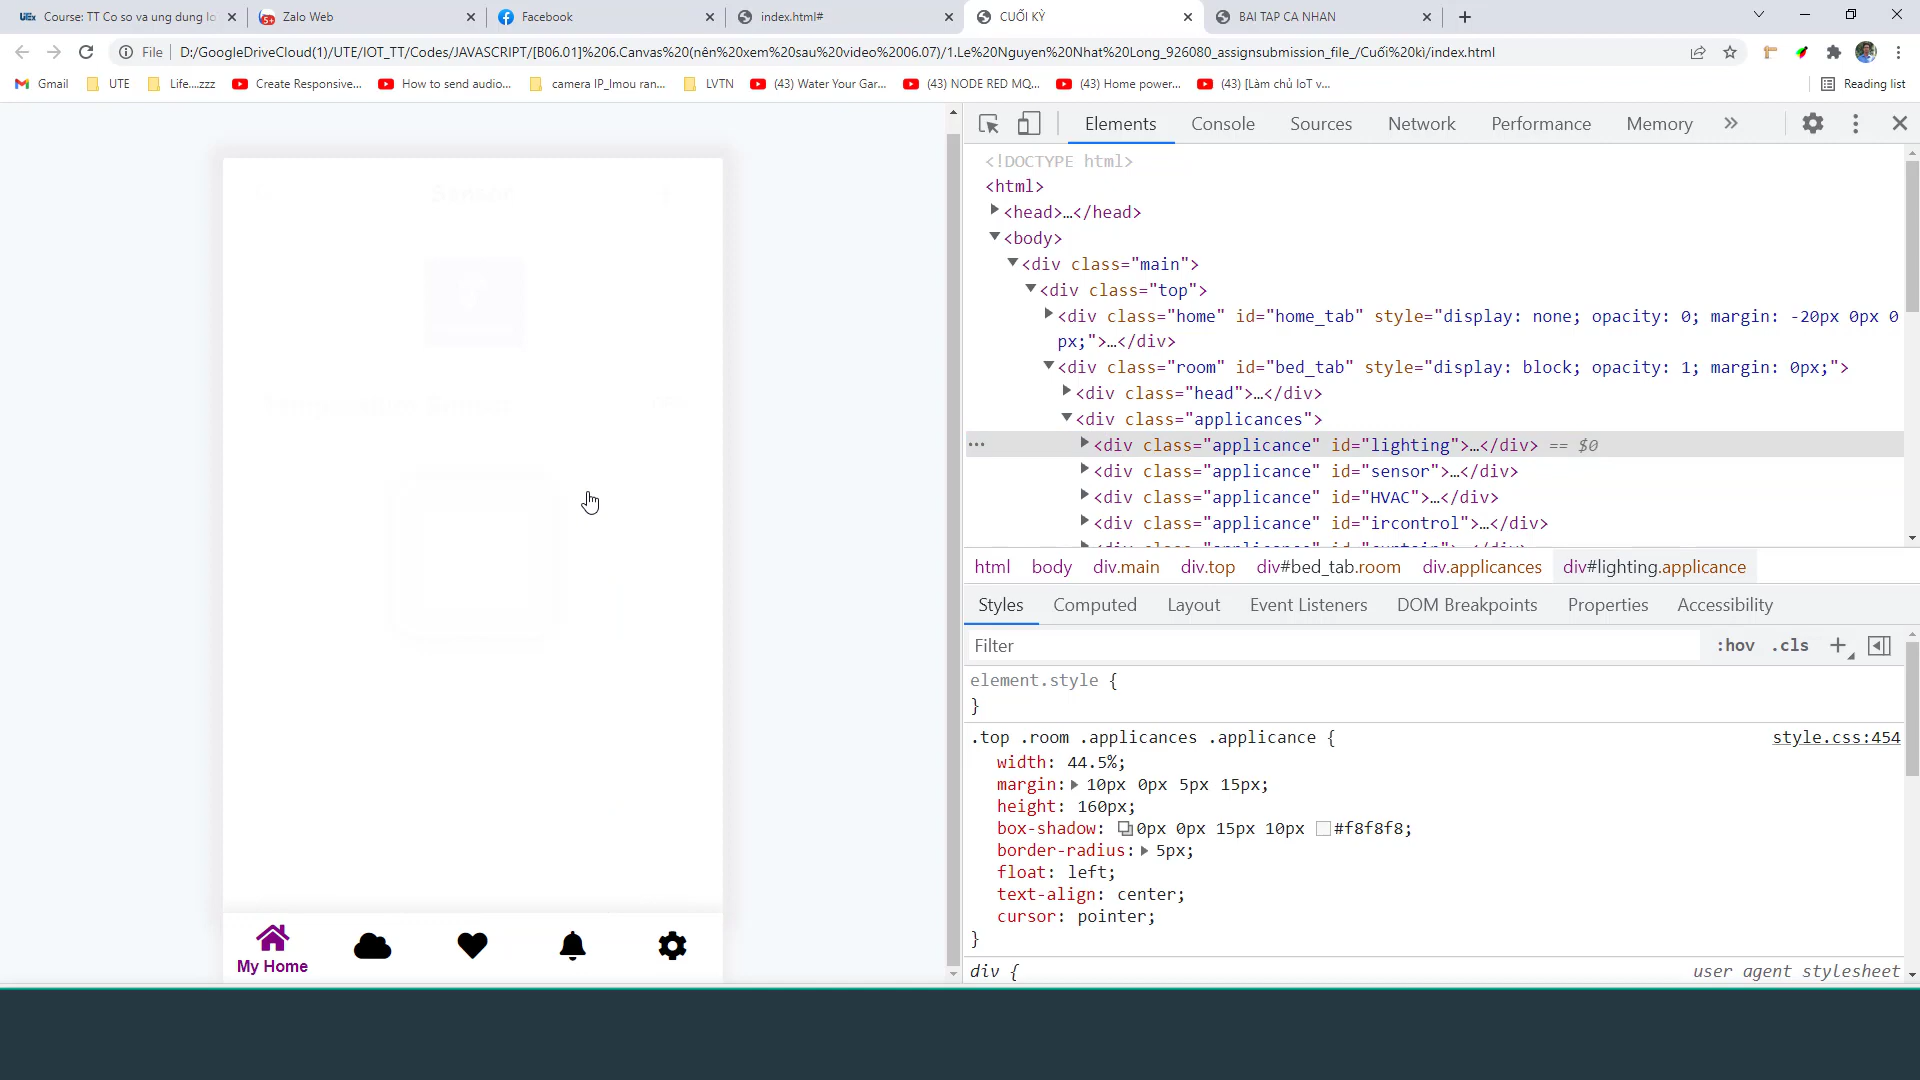 Course: TT Co so va ung dung Io
Zalo Web
Facebook
index.html#
CUỐI KỲ
BAI TAP CA NHAN
File
D:/GoogleDriveCloud(1)/UTE/IOT_TT/Codes/JAVASCRIPT/[B06.01]%206.Canvas%20(nên%20xem%20sau%20video%2006.07)/1.Le%20Nguyen%20Nhat%20Long_926080_assignsubmission_file_/Cuối%20kì/index.html
Gmail
UTE
Life....zzz
Create Responsive...
How to send audio...
camera IP_Imou ran...
LVTN
(43) Water Your Gar...
(43) NODE RED MQ...
(43) Home power...
(43) [Làm chủ IoT v...
Reading list
Elements
Console
Sources
Network
Performance
Memory
<!DOCTYPE html>
<html>
<head>…</head>
<body>
<div class="main">
<div class="top">
<div class="home" id="home_tab" style="display: none; opacity: 0; margin: -20px 0px 0
px;">…</div>
<div class="room" id="bed_tab" style="display: block; opacity: 1; margin: 0px;">
<div class="head">…</div>
<div class="applicances">
<div class="applicance" id="lighting">…</div> == $0
<div class="applicance" id="sensor">…</div>
<div class="applicance" id="HVAC">…</div>
<div class="applicance" id="ircontrol">…</div>
html
body
div.main
div.top
div#bed_tab.room
div.applicances
div#lighting.applicance
Styles
Computed
Layout
Event Listeners
DOM Breakpoints
Properties
Accessibility
Filter
:hov
.cls
element.style {
}
.top .room .applicances .applicance {
style.css:454
width: 44.5%;
margin: 10px 0px 5px 15px;
height: 160px;
box-shadow: 0px 0px 15px 10px #f8f8f8;
border-radius: 5px;
float: left;
text-align: center;
cursor: pointer;
}
div {
user agent stylesheet
My Home